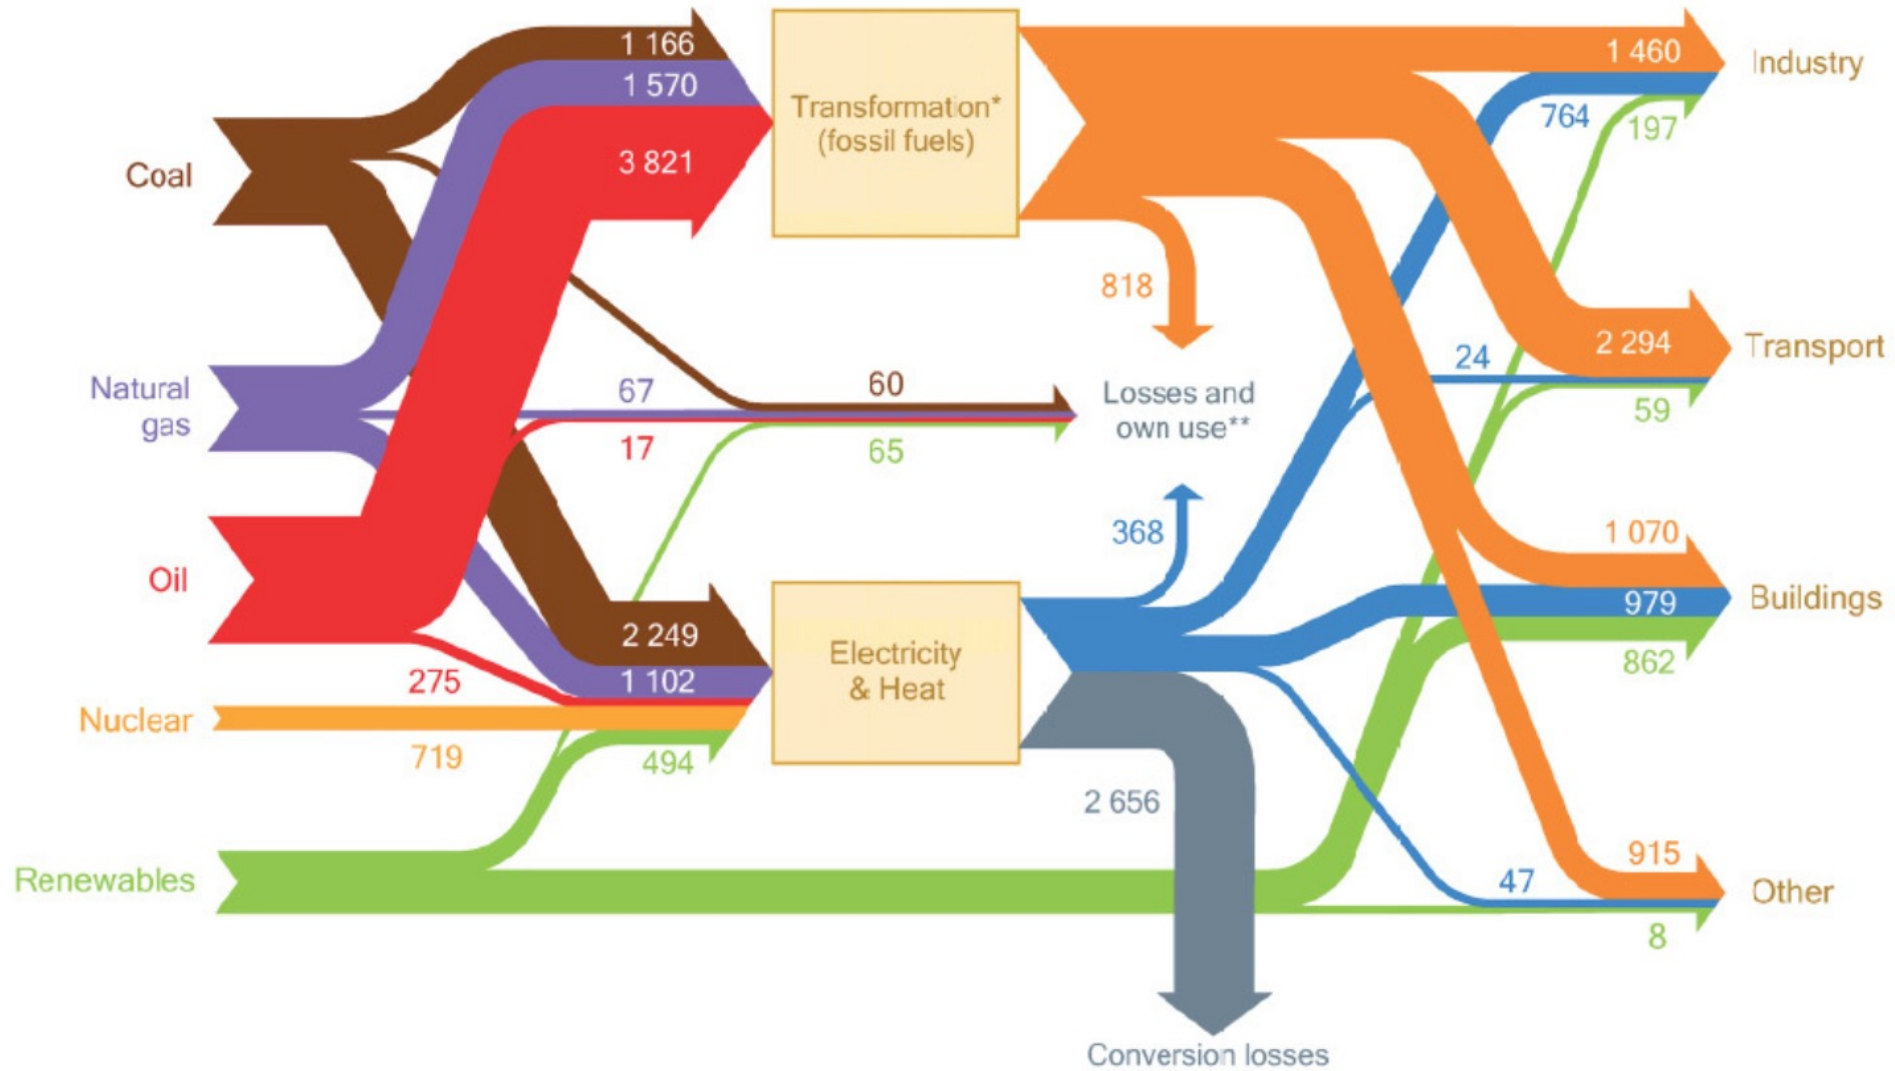 1 166
1 460
Industry
1 570
Transformation*
(fossil fuels)
764
197
3 821
Coal
818
24
2 294
Transport
Natural
gas
67
60
Losses and
own use**
59
17
65
368
1 070
Oil
2 249
Electricity
& Heat
979
Buildings
275
1 102
862
Nuclear
719
494
2 656
915
Renewables
47
Other
8
Conversion losses